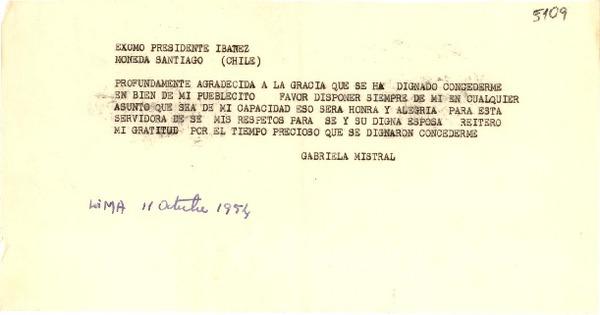 5109
EXCMO PRESIDENTE IBAÑEZ
MONEDA SANTIAGO (CHILE)
PROFUNDAMENTE AGRADECIDA A LA GRACIA QUE SE HA DIGNADO CONCEDERME
EN BIEN DE MI PUEBLECITO FAVOR DISPONER SIEMPRE DE MI EN CUALQUIER
ASUNTO QUE SEA DE MI CAPACIDAD ESO SERA HONRA Y ALEGRIA PARA ESTA
SERVIDORA DE SE MIS RESPETOS PARA SE Y SU DIGNA ESPOSA REITERO
MI GRATITUD POR EL TIEMPO PRECIOSO QUE SE DIGNARON CONCEDERME
GABRIELA MISTRAL
LIMA 11 Octubre 1954